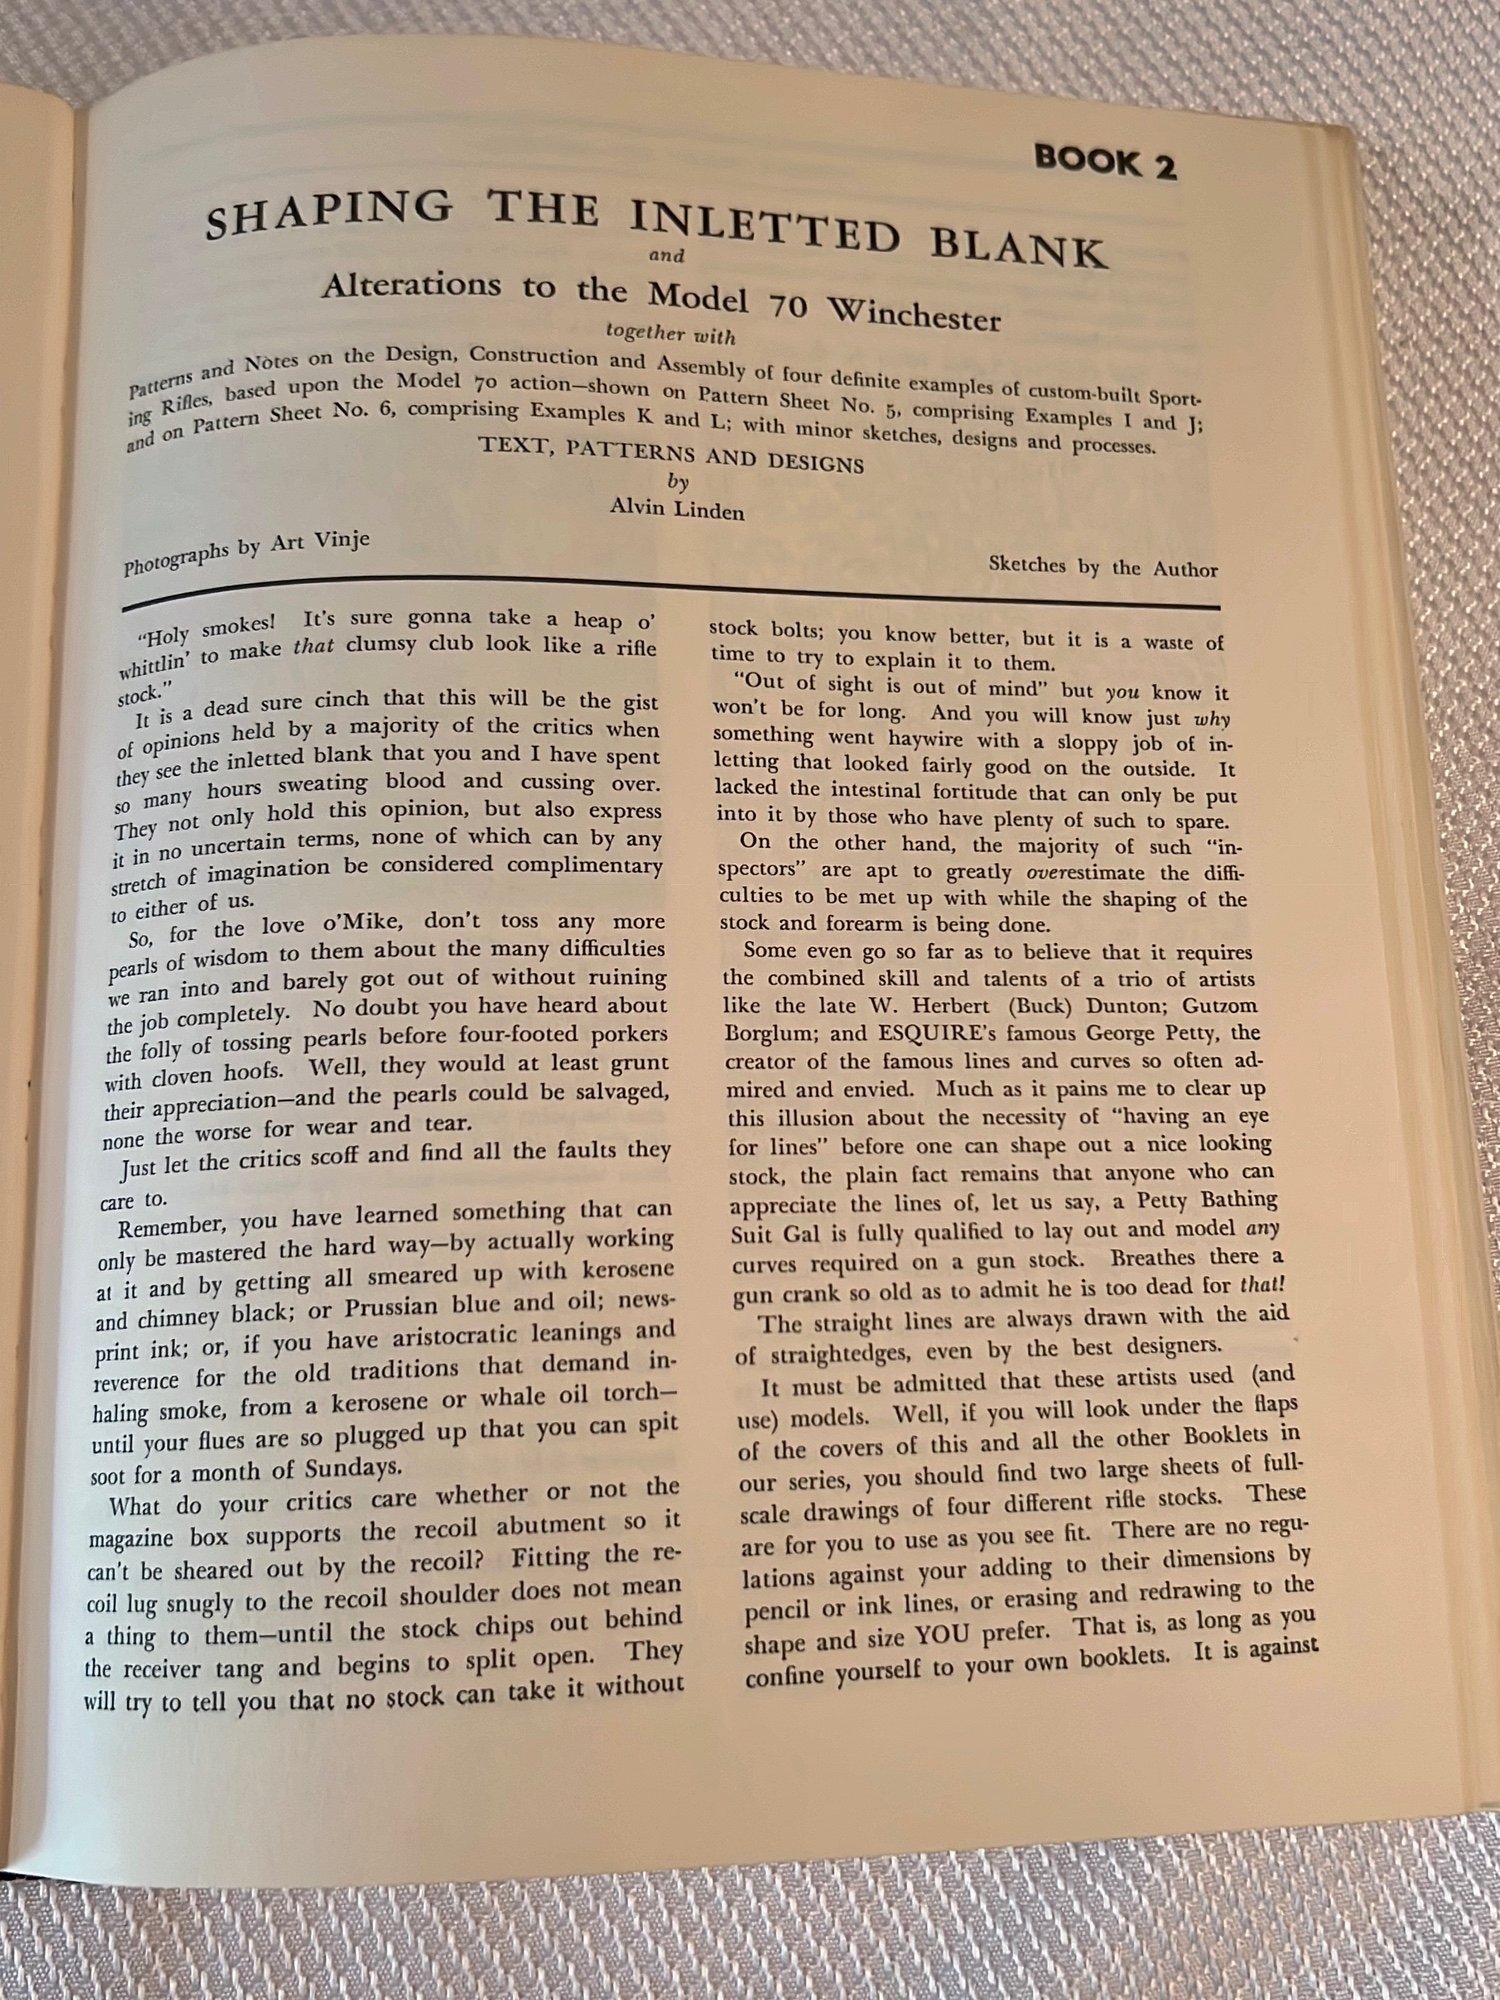 BOOK 2
SHAPING THE INLETTED BLANK
and
Alterations to the Model 70 Winchester
together with
Patterns and Notes on the Design, Construction and Assembly of four definite examples of custom-built Sport-
ing Rifles, based upon the Model 70 action—shown on Pattern Sheet No. 5, comprising Examples I and J;
and on Pattern Sheet No. 6, comprising Examples K and L; with minor sketches, designs and processes.
TEXT, PATTERNS AND DESIGNS
by
Alvin Linden
Photographs by Art Vinje
Sketches by the Author
"Holy smokes! It's sure gonna take a heap o'
whittlin' to make that clumsy club look like a rifle
stock."
It is a dead sure cinch that this will be the gist
of opinions held by a majority of the critics when
they see the inletted blank that you and I have spent
so many hours sweating blood and cussing over.
They not only hold this opinion, but also express
it in no uncertain terms, none of which can by any
stretch of imagination be considered complimentary
to either of us.
So, for the love o'Mike, don't toss any more
pearls of wisdom to them about the many difficulties
we ran into and barely got out of without ruining
the job completely. No doubt you have heard about
the folly of tossing pearls before four-footed porkers
with cloven hoofs. Well, they would at least grunt
their appreciation—and the pearls could be salvaged,
none the worse for wear and tear.
Just let the critics scoff and find all the faults they
care to.
Remember, you have learned something that can
only be mastered the hard way—by actually working
at it and by getting all smeared up with kerosene
and chimney black; or Prussian blue and oil; news-
print ink; or, if you have aristocratic leanings and
reverence for the old traditions that demand in-
haling smoke, from a kerosene or whale oil torch—
until your flues are so plugged up that you can spit
soot for a month of Sundays.
What do your critics care whether or not the
magazine box supports the recoil abutment so it
can't be sheared out by the recoil? Fitting the re-
coil lug snugly to the recoil shoulder does not mean
a thing to them—until the stock chips out behind
the receiver tang and begins to split open. They
will try to tell you that no stock can take it without
stock bolts; you know better, but it is a waste of
time to try to explain it to them.
"Out of sight is out of mind" but you know it
won't be for long. And you will know just why
something went haywire with a sloppy job of in-
letting that looked fairly good on the outside. It
lacked the intestinal fortitude that can only be put
into it by those who have plenty of such to spare.
On the other hand, the majority of such "in-
spectors" are apt to greatly overestimate the diffi-
culties to be met up with while the shaping of the
stock and forearm is being done.
Some even go so far as to believe that it requires
the combined skill and talents of a trio of artists
like the late W. Herbert (Buck) Dunton; Gutzom
Borglum; and ESQUIRE's famous George Petty, the
creator of the famous lines and curves so often ad-
mired and envied. Much as it pains me to clear up
this illusion about the necessity of "having an eye
for lines" before one can shape out a nice looking
stock, the plain fact remains that anyone who can
appreciate the lines of, let us say, a Petty Bathing
Suit Gal is fully qualified to lay out and model any
curves required on a gun stock. Breathes there a
gun crank so old as to admit he is too dead for that!
The straight lines are always drawn with the aid
of straightedges, even by the best designers.
It must be admitted that these artists used (and
use) models. Well, if you will look under the flaps
of the covers of this and all the other Booklets in
our series, you should find two large sheets of full-
scale drawings of four different rifle stocks. These
are for you to use as you see fit. There are no regu-
lations against your adding to their dimensions by
pencil or ink lines, or erasing and redrawing to the
shape and size YOU prefer. That is, as long as you
confine yourself to your own booklets. It is against